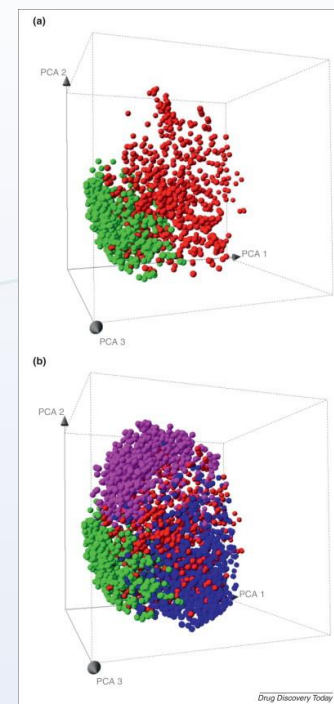 (a)
PCA 2
PCA 1
PCA 3
(b)
PCA 2
PCA 1
PCA 3
Drug Discovery Today